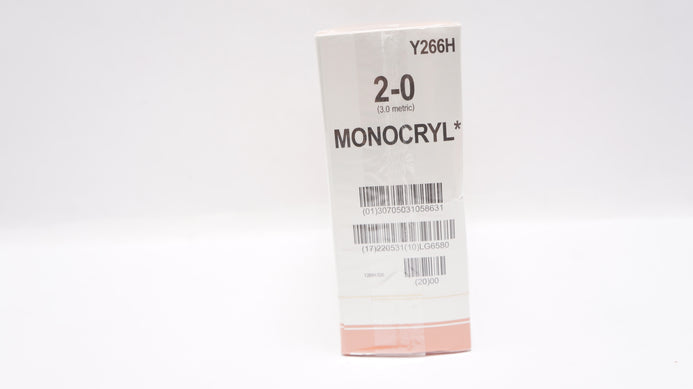 Y266H
2-0
(3.0 metric)
MONOCRYL*
(01)30705031058631
(17)220531(10)LG6580
(20)00